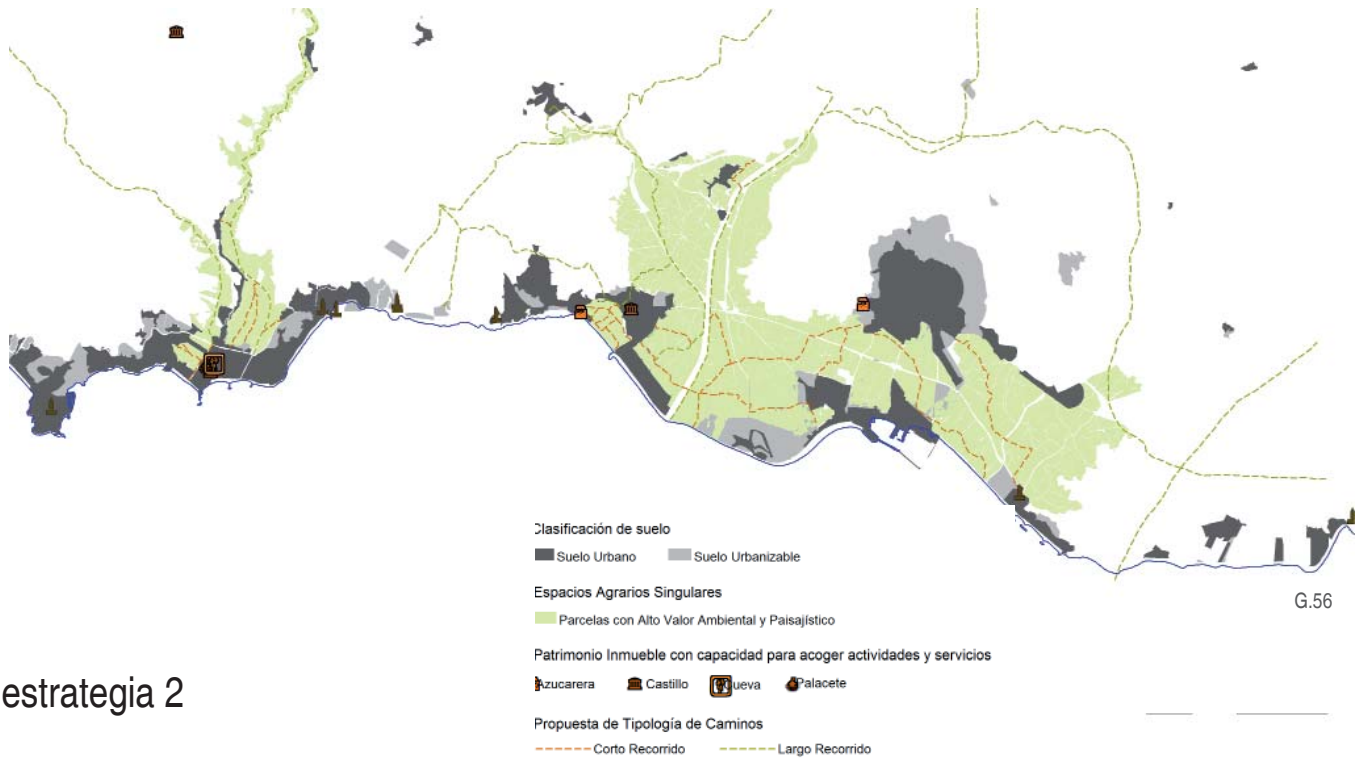 Clasificación de suelo
Suelo Urbano Suelo Urbanizable
G.56
Espacios Agrarios Singulares
Parcelas con Alto Valor Ambiental y Paisajístico
Patrimonio Inmueble con capacidad para acoger actividades y servicios
Azucarera Castillo Cueva Palacete
estrategia 2
Propuesta de Tipología de Caminos
Corto Recorrido Largo Recorrido